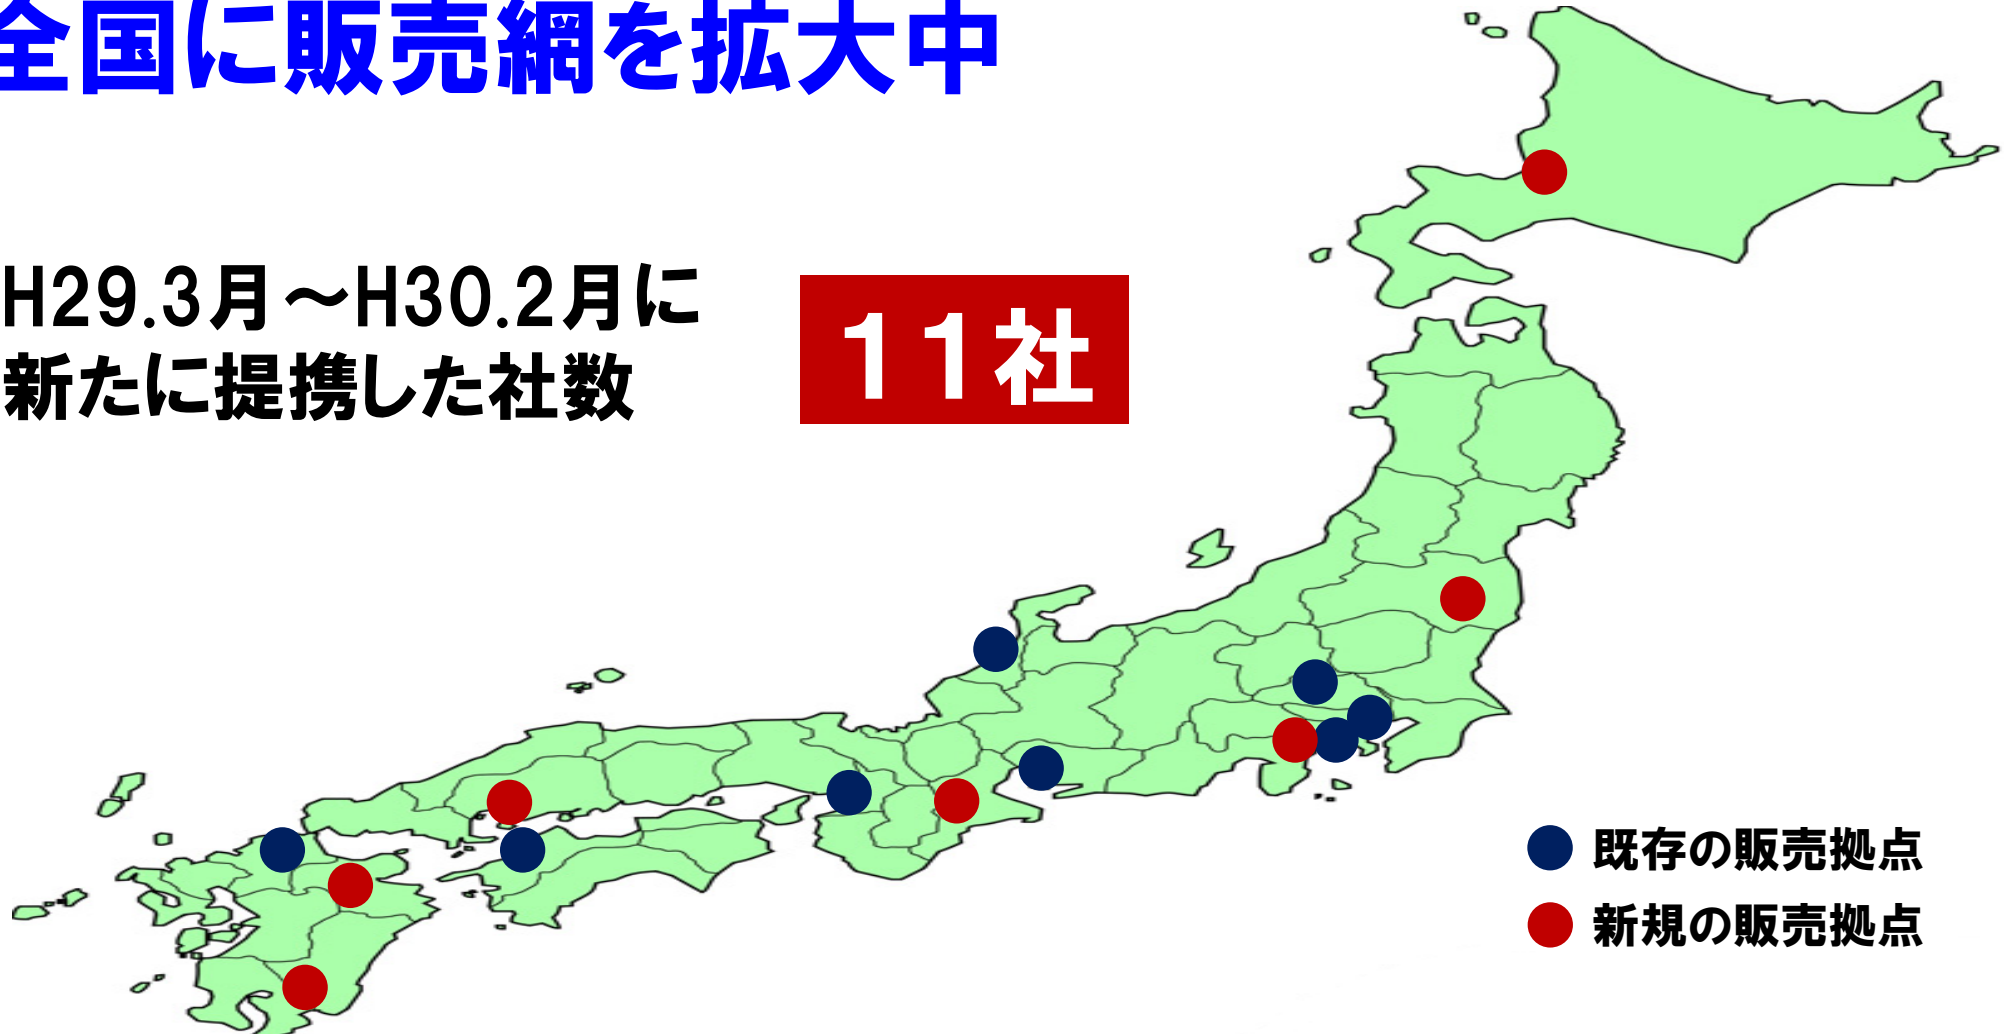 全国に販売網を拡大中
H29.3月～H30.2月に
新たに提携した社数
１１社
既存の販売拠点
新規の販売拠点